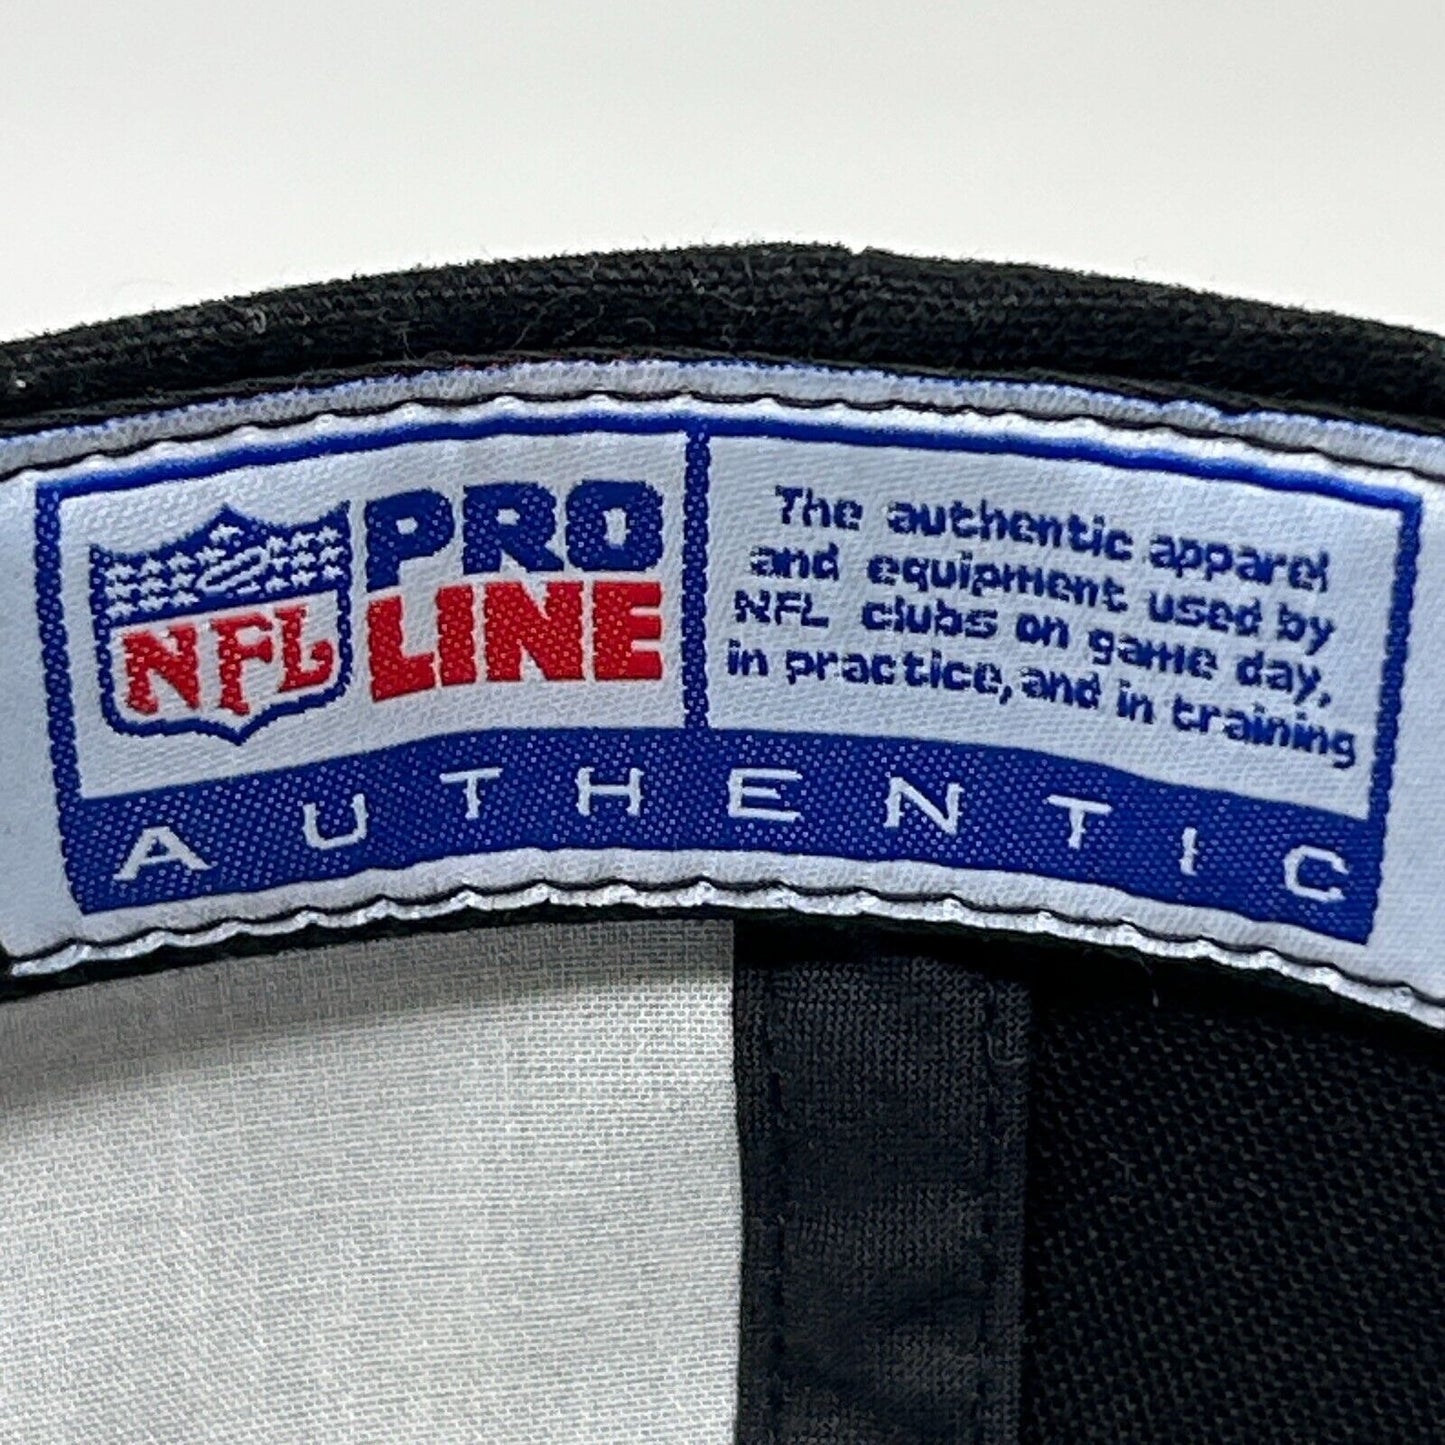 NFL
PRO
LINE
The authentic apparel
and equipment used by
NFL clubs on game day,
in practice, and in training
AUTHENTIC